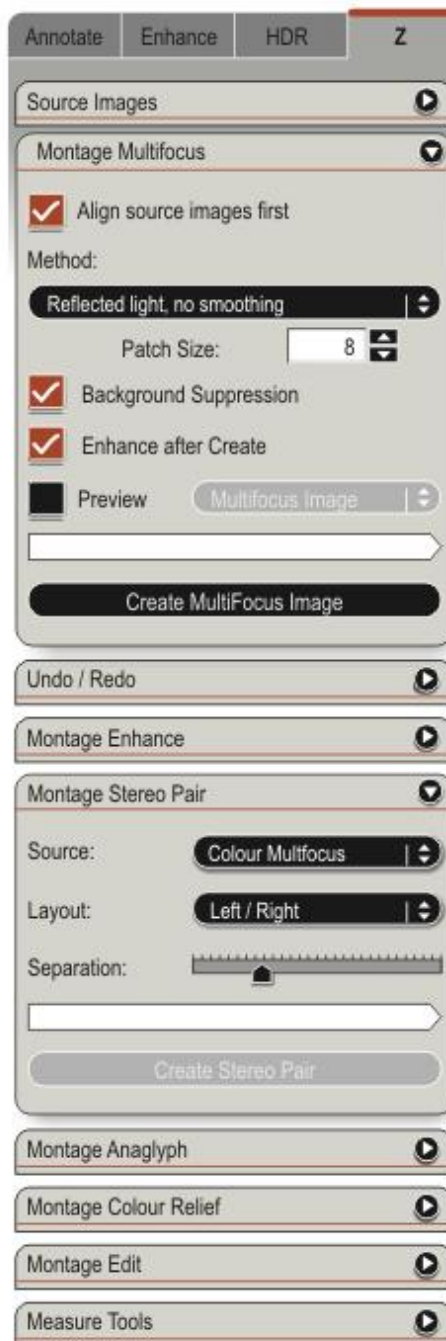 Annotate Enhance HDR Z
Source Images
Montage Multifocus
Align source images first
Method:
Reflected light, no smoothing
Patch Size: 8
Background Suppression
Enhance after Create
Preview Multifocus Image
Create MultiFocus Image
Undo / Redo
Montage Enhance
Montage Stereo Pair
Source: Colour Multfocus
Layout: Left / Right
Separation:
Create Stereo Pair
Montage Anaglyph
Montage Colour Relief
Montage Edit
Measure Tools